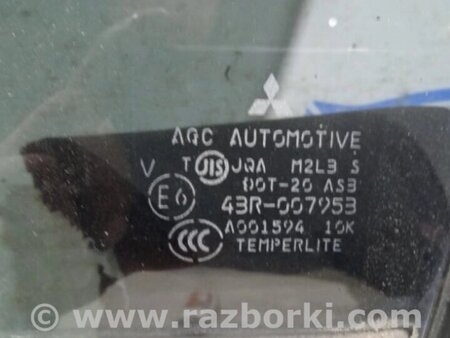 AGC AUTOMOTIVE
V T JIS JQA M2L3 S
DOT-20 AS3
E6 43R-007953
CCC A001594 10K
TEMPERLITE
© www.razborki.com